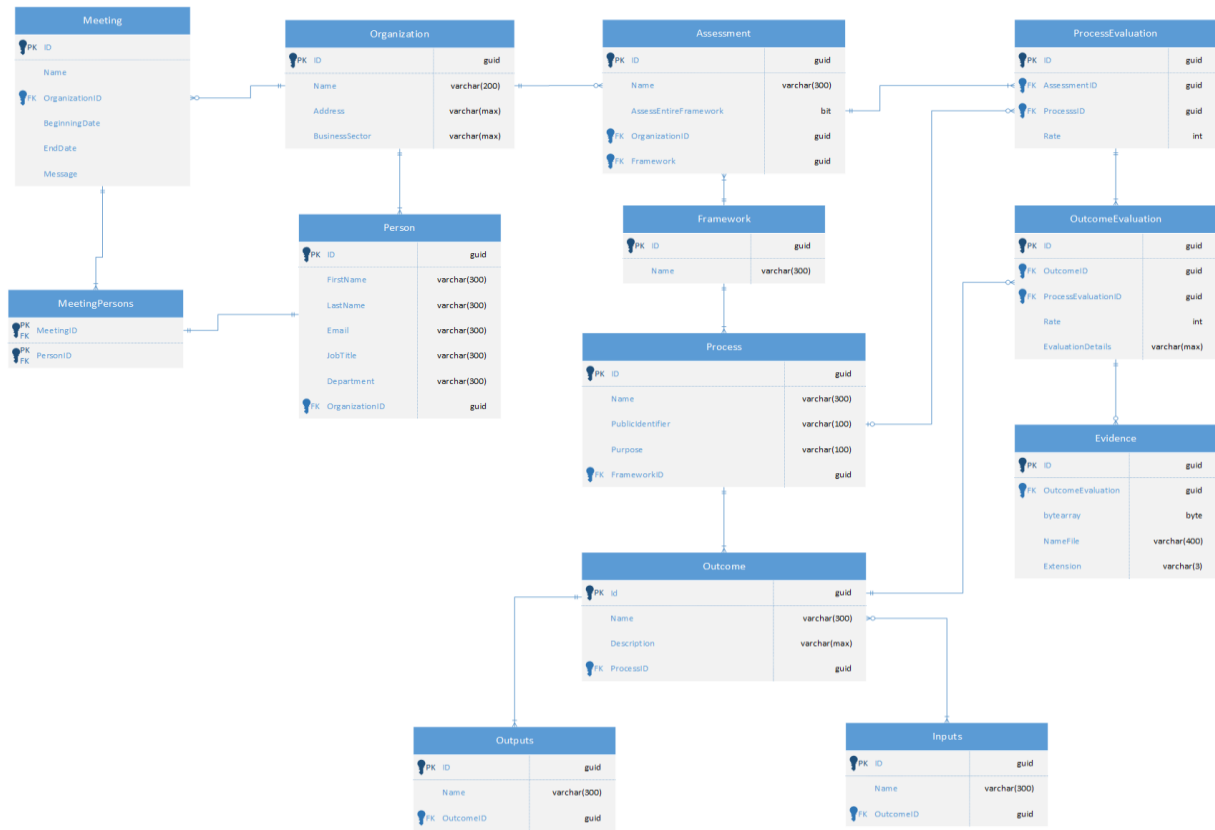 Meeting
PK ID
Name
FK OrganizationID
BeginningDate
EndDate
Message
Organization
PK ID guid
Name varchar(200)
Address varchar(max)
BusinessSector varchar(max)
Assessment
PK ID guid
Name varchar(300)
AssessEntireFramework bit
FK OrganizationID guid
FK Framework guid
ProcessEvaluation
PK ID guid
FK AssessmentID guid
FK ProcesssID guid
Rate int
Person
PK ID guid
FirstName varchar(300)
LastName varchar(300)
Email varchar(300)
JobTitle varchar(300)
Department varchar(300)
FK OrganizationID guid
Framework
PK ID guid
Name varchar(300)
OutcomeEvaluation
PK ID guid
FK OutcomeID guid
FK ProcessEvaluationID guid
Rate int
EvaluationDetails varchar(max)
MeetingPersons
PK
FK MeetingID
PK
FK PersonID
Process
PK ID guid
Name varchar(300)
PublicIdentifier varchar(100)
Purpose varchar(100)
FK FrameworkID guid
Evidence
PK ID guid
FK OutcomeEvaluation guid
bytearray byte
NameFile varchar(400)
Extension varchar(3)
Outcome
PK Id guid
Name varchar(300)
Description varchar(max)
FK ProcessID guid
Outputs
PK ID guid
Name varchar(300)
FK OutcomeID guid
Inputs
PK ID guid
Name varchar(300)
FK OutcomeID guid